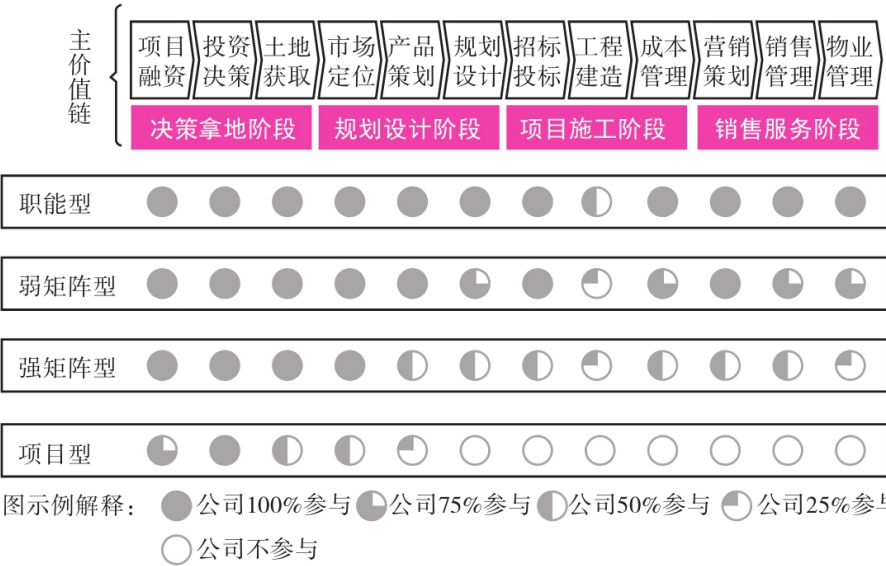 主价值链
项目融资 投资决策 土地获取 市场定位 产品策划 规划设计 招标投标 工程建造 成本管理 营销策划 销售管理 物业管理
决策拿地阶段 规划设计阶段 项目施工阶段 销售服务阶段
职能型
弱矩阵型
强矩阵型
项目型
图示例解释： 公司100%参与 公司75%参与 公司50%参与 公司25%参与
公司不参与